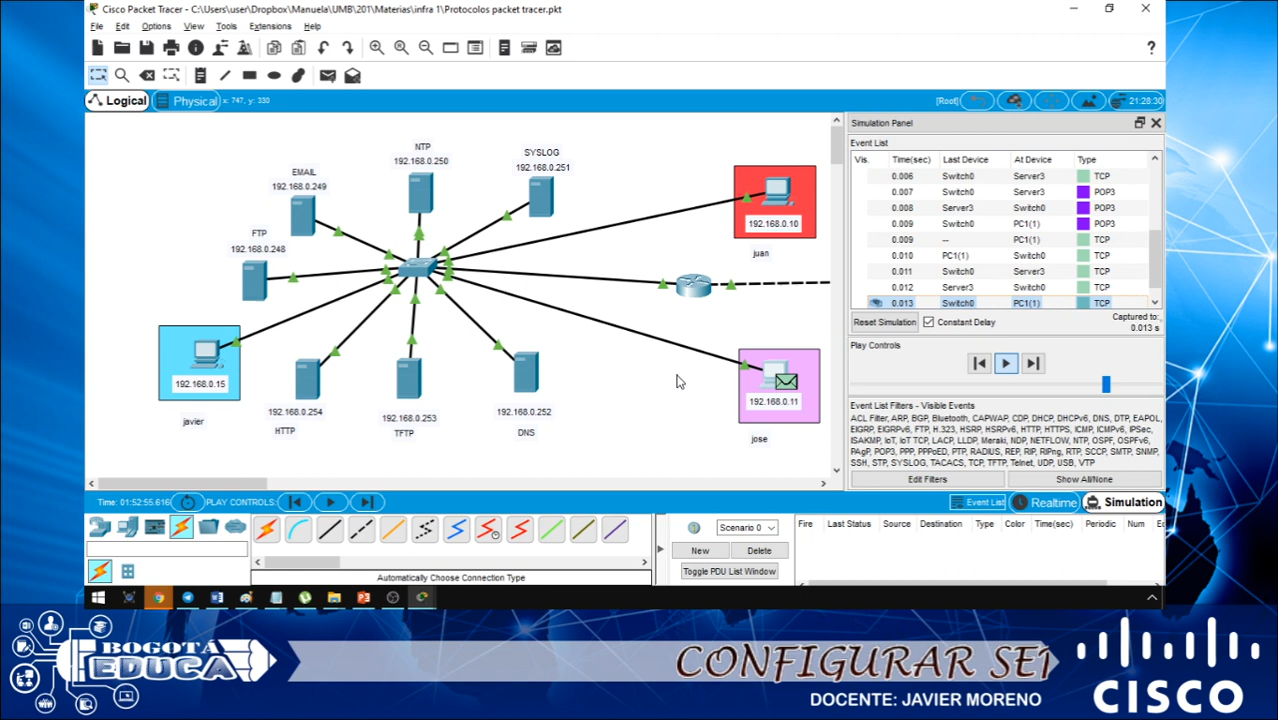 Cisco Packet Tracer - C:\Users\user\Dropbox\Manuela\UMB\201\Materias\infra 1\Protocolos packet tracer.pkt
File Edit Options View Tools Extensions Help
Logical Physical x: 747, y: 330 [Root] 21:28:30
Simulation Panel
Event List
Vis. Time(sec) Last Device At Device Type
0.006 Switch0 Server3 TCP
0.007 Switch0 Server3 POP3
0.008 Server3 Switch0 POP3
0.009 Switch0 PC1(1) POP3
0.009 -- PC1(1) TCP
0.010 PC1(1) Switch0 TCP
0.011 Switch0 Server3 TCP
0.012 Server3 Switch0 TCP
0.013 Switch0 PC1(1) TCP
Reset Simulation Constant Delay Captured to:
0.013 s
Play Controls
Event List Filters - Visible Events
ACL Filter, ARP, BGP, Bluetooth, CAPWAP, CDP, DHCP, DHCPv6, DNS, DTP, EAPOL,
EIGRP, EIGRPv6, FTP, H.323, HSRP, HSRPv6, HTTP, HTTPS, ICMP, ICMPv6, IPSec,
ISAKMP, IoT, IoT TCP, LACP, LLDP, Meraki, NDP, NETFLOW, NTP, OSPF, OSPFv6,
PAgP, POP3, PPP, PPPoED, PTP, RADIUS, REP, RIP, RIPng, RTP, SCCP, SMTP, SNMP,
SSH, STP, SYSLOG, TACACS, TCP, TFTP, Telnet, UDP, USB, VTP
Edit Filters Show All/None
NTP
192.168.0.250
SYSLOG
192.168.0.251
EMAIL
192.168.0.249
FTP
192.168.0.248
192.168.0.10
juan
192.168.0.15
javier
192.168.0.254
HTTP
192.168.0.253
TFTP
192.168.0.252
DNS
192.168.0.11
jose
Time: 01:52:55.616 PLAY CONTROLS: Event List Realtime Simulation
Scenario 0
New Delete
Toggle PDU List Window
Fire Last Status Source Destination Type Color Time(sec) Periodic Num
Automatically Choose Connection Type
BOGOTÁ
EDUCA
CONFIGURAR SE
DOCENTE: JAVIER MORENO
CISCO